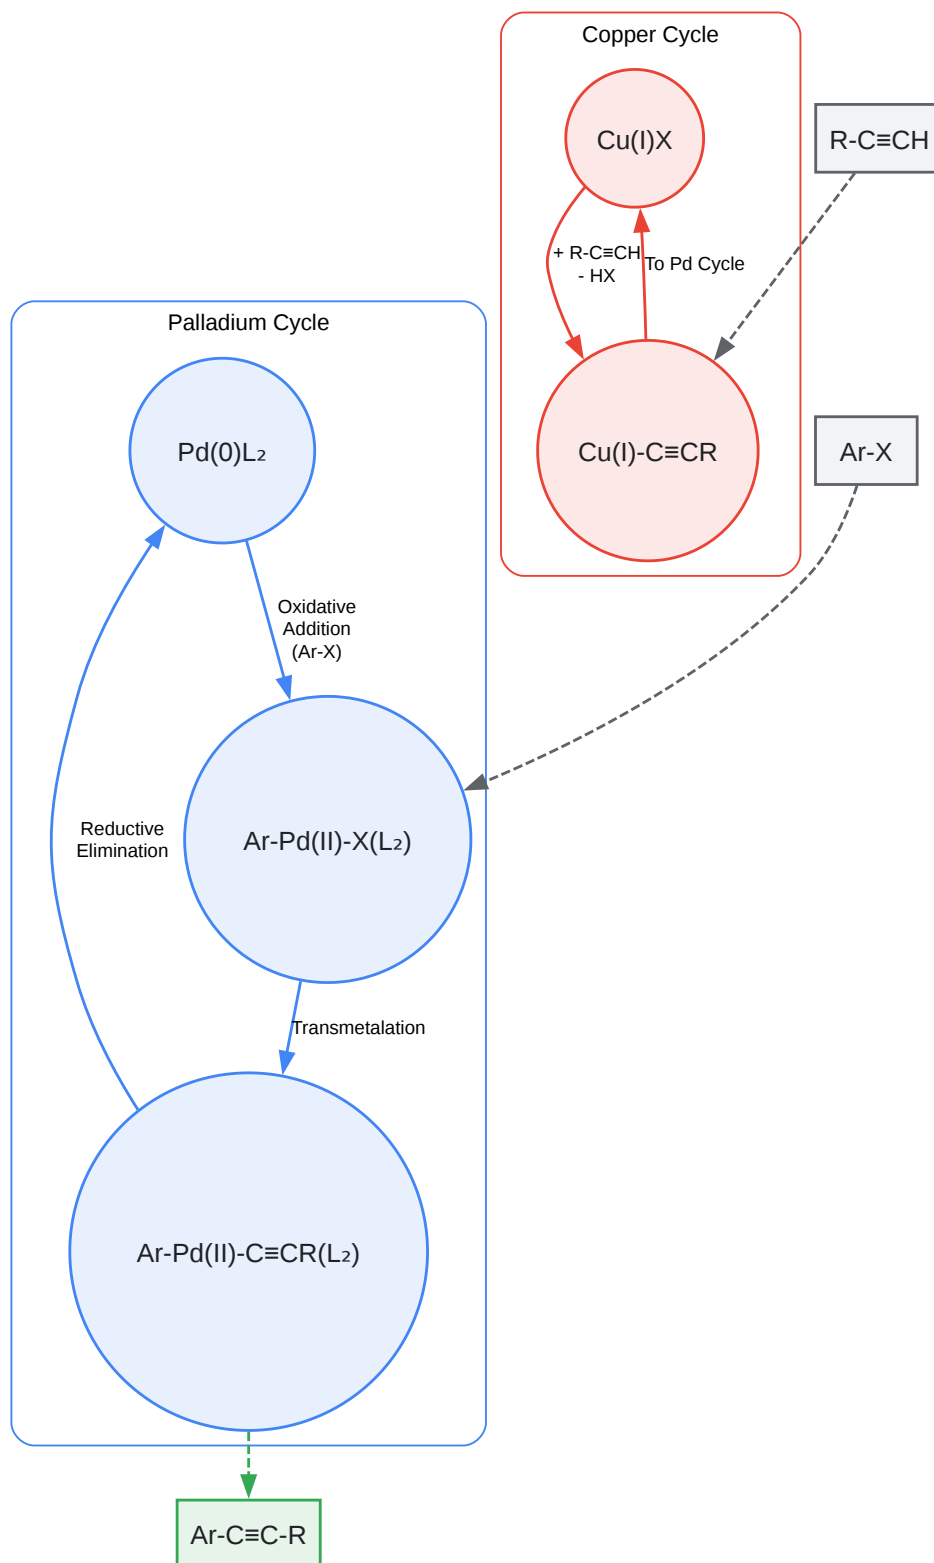 Copper Cycle
Cu(I)X
R-C≡CH
+ R-C≡CH
- HX
To Pd Cycle
Palladium Cycle
Pd(0)L₂
Cu(I)-C≡CR
Ar-X
Oxidative
Addition
(Ar-X)
Reductive
Elimination
Ar-Pd(II)-X(L₂)
Transmetalation
Ar-Pd(II)-C≡CR(L₂)
Ar-C≡C-R